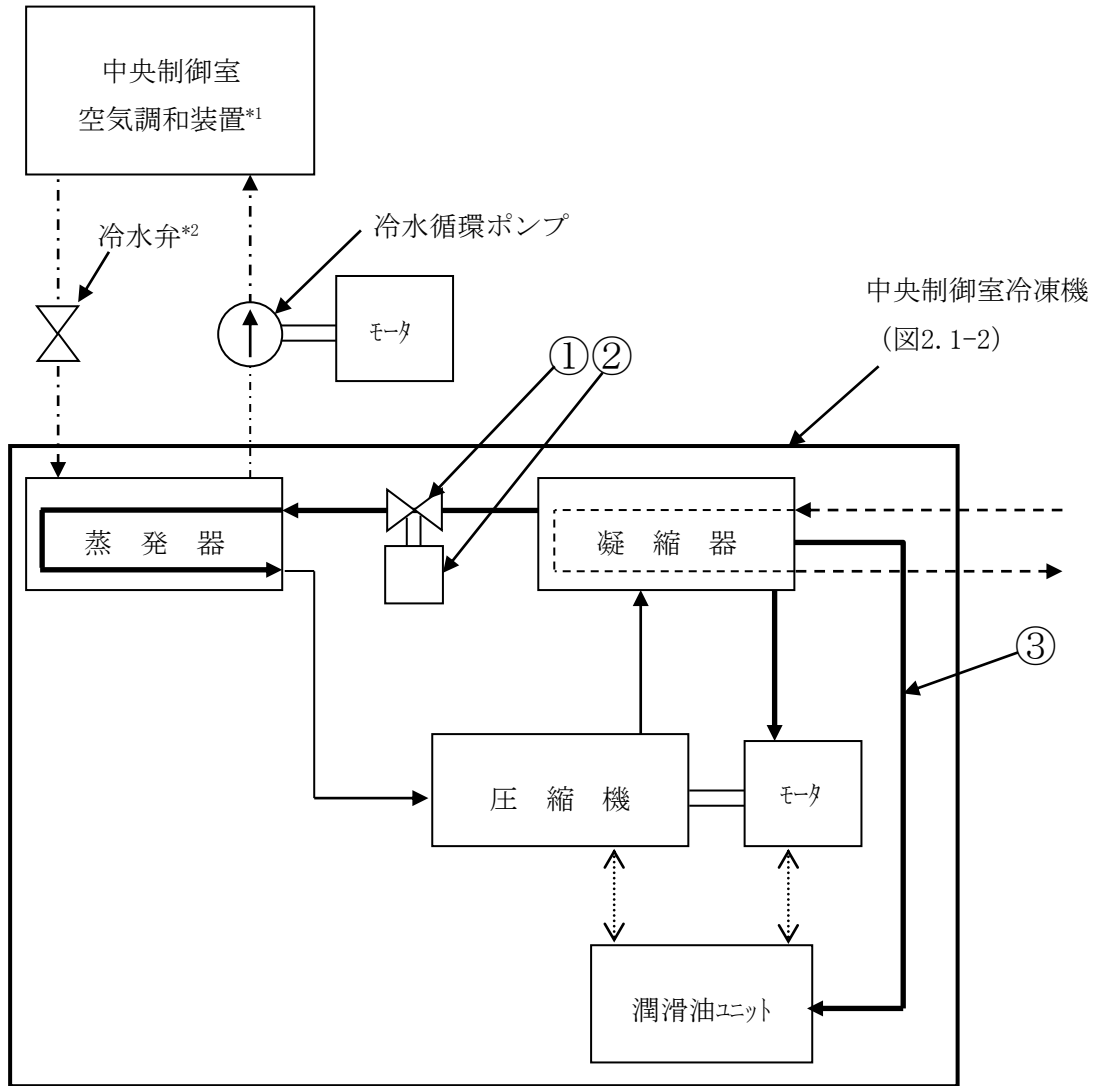 中央制御室
空気調和装置*1
冷水弁*2
冷水循環ポンプ
モータ
中央制御室冷凍機
(図2.1-2)
①②
蒸 発 器
凝 縮 器
③
圧 縮 機
モータ
潤滑油ユニット